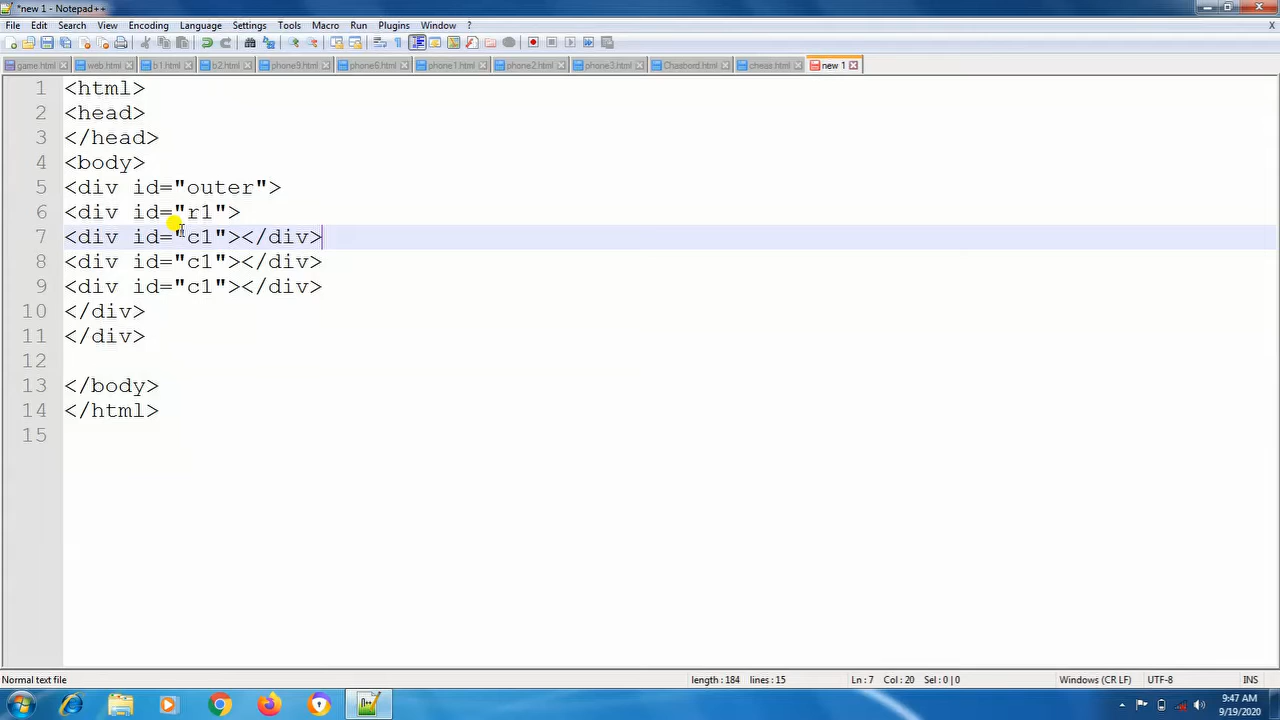 *new 1 - Notepad++
File Edit Search View Encoding Language Settings Tools Macro Run Plugins Window ?
X
game.html web.html b1.html b2.html phone9.html phone6.html phone1.html phone2.html phone3.html Chaabord.html cheas.html new 1
1 <html>
2 <head>
3 </head>
4 <body>
5 <div id="outer">
6 <div id="r1">
7 <div id="c1"></div>
8 <div id="c1"></div>
9 <div id="c1"></div>
10 </div>
11 </div>
12
13 </body>
14 </html>
15
Normal text file length : 184 lines : 15 Ln : 7 Col : 20 Sel : 0 | 0 Windows (CR LF) UTF-8 INS
9:47 AM
9/19/2020